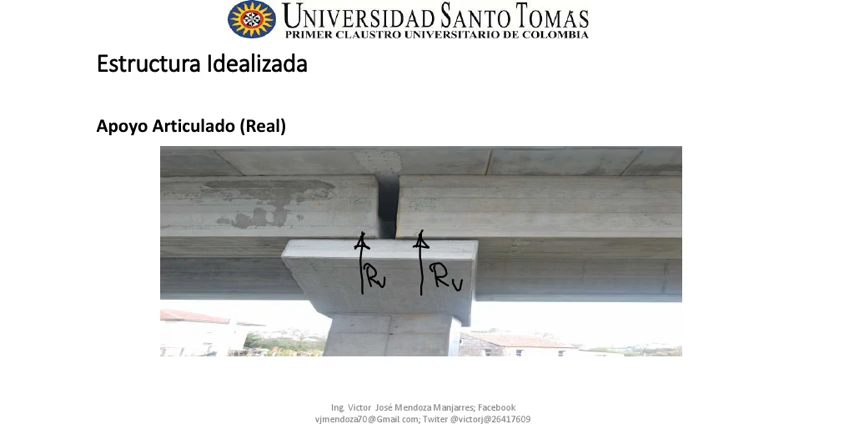 UNIVERSIDAD SANTO TOMAS
PRIMER CLAUSTRO UNIVERSITARIO DE COLOMBIA
Estructura Idealizada
Apoyo Articulado (Real)
Rv Rv
Ing. Victor José Mendoza Manjarres; Facebook
vjmendoza70@Gmail com; Twiter @victorj@26417609